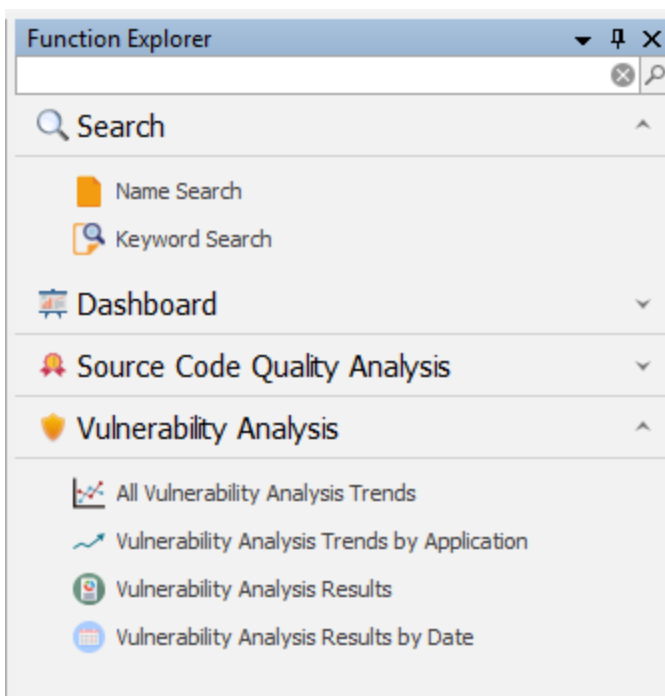 Function Explorer
Search
Name Search
Keyword Search
Dashboard
Source Code Quality Analysis
Vulnerability Analysis
All Vulnerability Analysis Trends
Vulnerability Analysis Trends by Application
Vulnerability Analysis Results
Vulnerability Analysis Results by Date